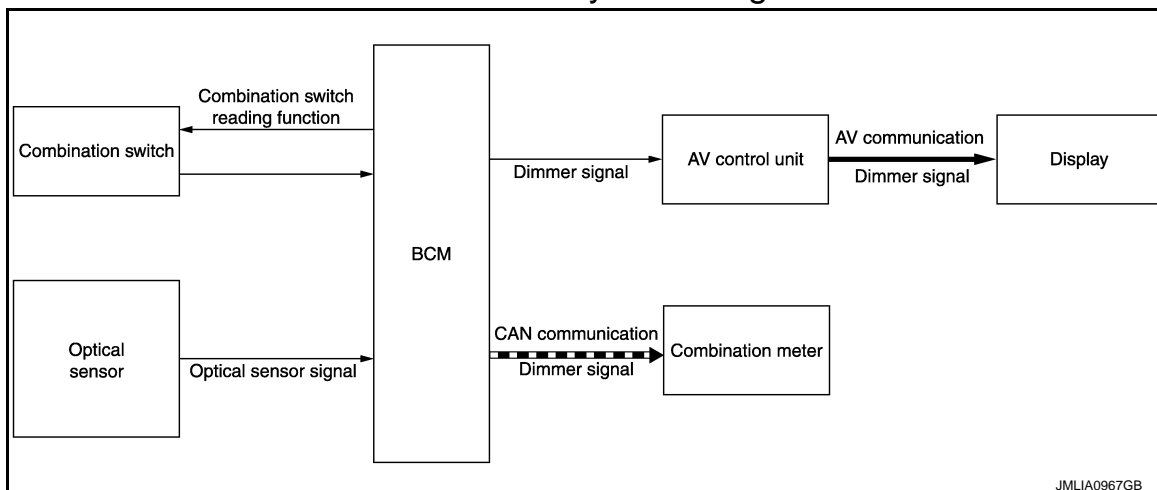 Combination switch
reading function
Combination switch
BCM
Dimmer signal
AV control unit
AV communication
Dimmer signal
Display
Optical
sensor
Optical sensor signal
CAN communication
Dimmer signal
Combination meter
JMLIA0967GB